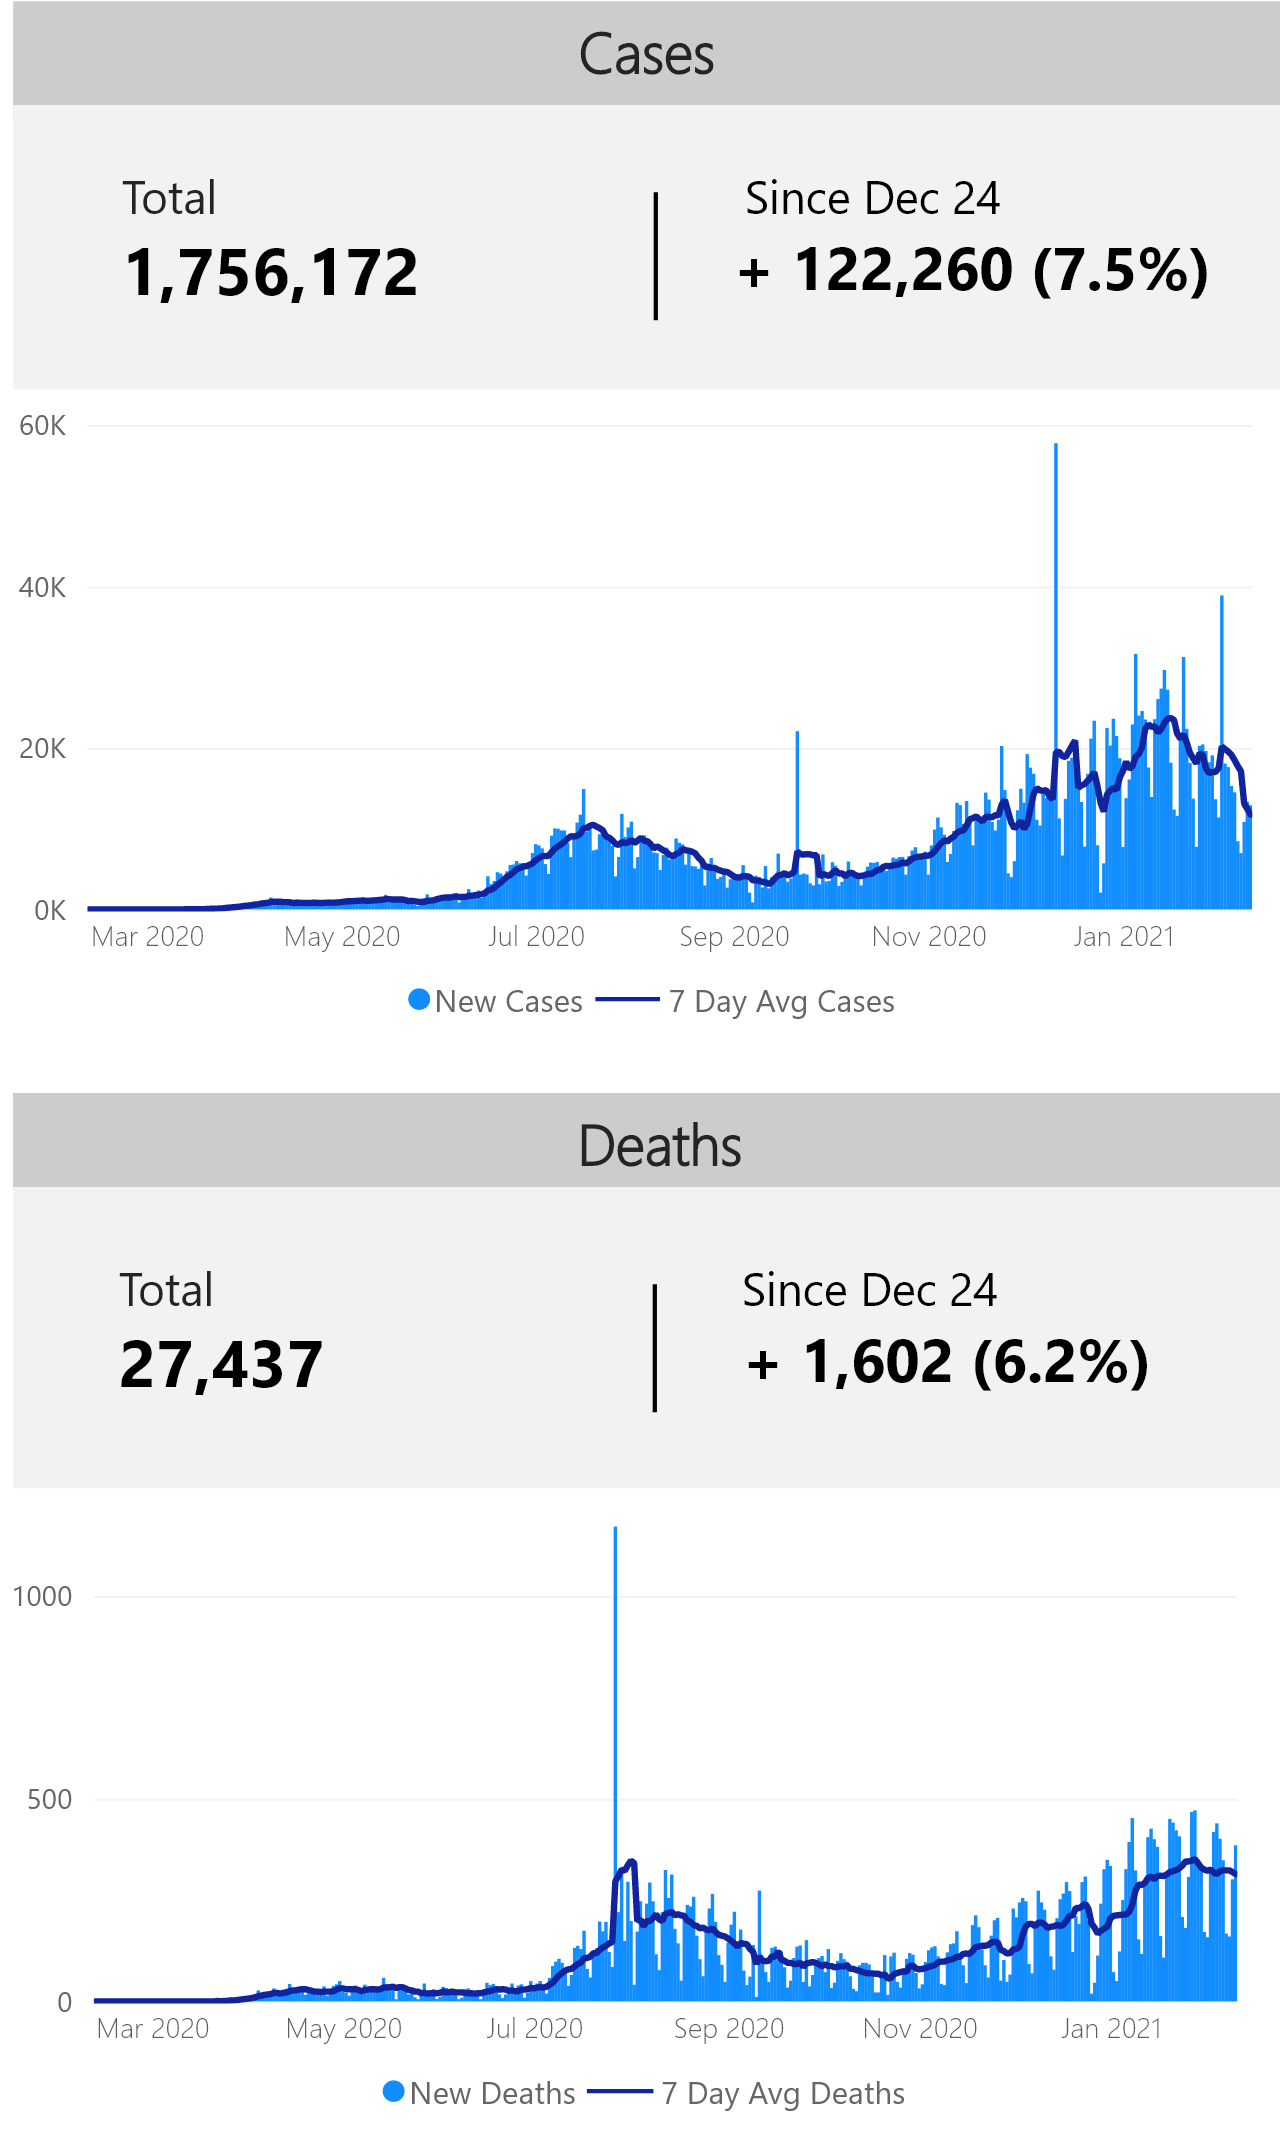 Cases
Total
Since Dec 24
1,756,172
+ 122,260 (7.5%)
60K
40K
20K
0K
Mar 2020 May 2020 Jul 2020 Sep 2020 Nov 2020 Jan 2021
New Cases 7 Day Avg Cases
Deaths
Total
Since Dec 24
27,437
+ 1,602 (6.2%)
1000
500
0
Mar 2020 May 2020 Jul 2020 Sep 2020 Nov 2020 Jan 2021
New Deaths 7 Day Avg Deaths